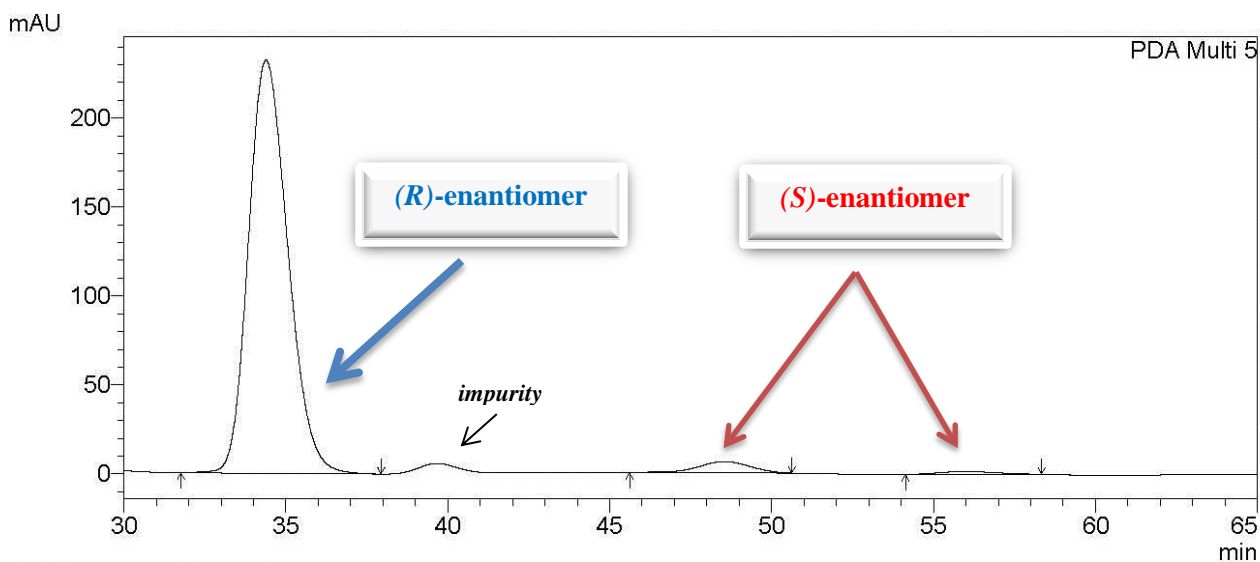 mAU
PDA Multi 5
200
150
100
50
0
(R)-enantiomer
(S)-enantiomer
impurity
30 35 40 45 50 55 60 65
min